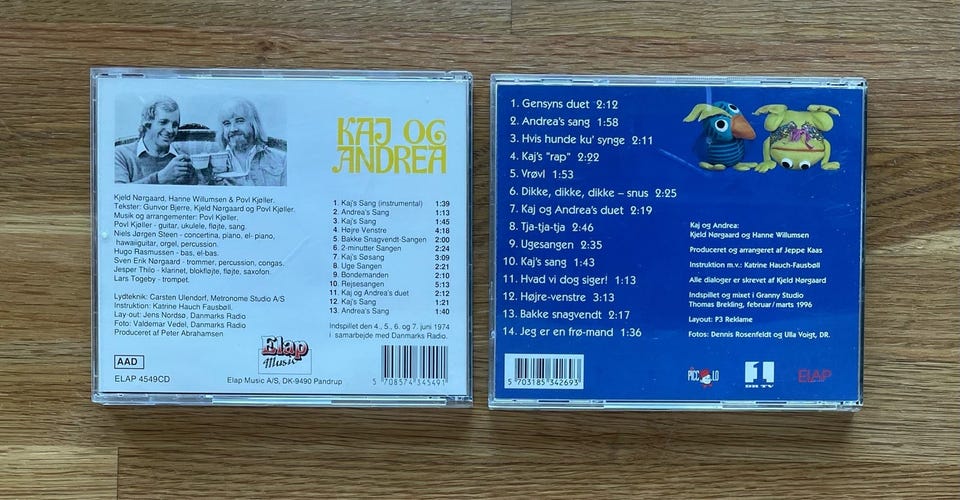 KAJ OG
ANDREA
Kjeld Nørgaard, Hanne Willumsen & Povl Kjøller.
Tekster: Gunvor Bjerre, Kjeld Nørgaard og Povl Kjøller.
Musik og arrangementer: Povl Kjøller.
Povl Kjøller - guitar, ukulele, fløjte, sang.
Niels Jørgen Steen - concertina, piano, el- piano,
hawaiiguitar, orgel, percussion.
Hugo Rasmussen - bas, el-bas.
Sven Erik Nørgaard - trommer, percussion, congas.
Jesper Thilo - klarinet, blokfløjte, fløjte, saxofon.
Lars Togeby - trompet.
Lydteknik: Carsten Ulendorf, Metronome Studio A/S
Instruktion: Katrine Hauch Fausbøll.
Lay-out: Jens Nordsø, Danmarks Radio
Foto: Valdemar Vedel, Danmarks Radio
Produceret af Peter Abrahamsen
1. Kaj's Sang (instrumental) 1:39
2. Andrea's Sang 1:13
3. Kaj's Sang 1:45
4. Højre Venstre 4:18
5. Bakke Snagvendt-Sangen 2:00
6. 2-minutter Sangen 2:24
7. Kaj's Søsang 3:09
8. Uge Sangen 2:21
9. Bondemanden 2:10
10. Rejsesangen 5:13
11. Kaj og Andrea's duet 2:12
12. Kaj's Sang 1:21
13. Andrea's Sang 1:40
Indspillet den 4., 5., 6. og 7. juni 1974
i samarbejde med Danmarks Radio.
AAD
ELAP 4549CD
Elap
Music
Elap Music A/S, DK-9490 Pandrup
5 708574 345491
1. Gensyns duet 2:12
2. Andrea's sang 1:58
3. Hvis hunde ku' synge 2:11
4. Kaj's "rap" 2:22
5. Vrøvl 1:53
6. Dikke, dikke, dikke – snus 2:25
7. Kaj og Andrea's duet 2:19
8. Tja-tja-tja 2:46
9. Ugesangen 2:35
10. Kaj's sang 1:43
11. Hvad vi dog siger! 1:13
12. Højre-venstre 3:13
13. Bakke snagvendt 2:17
14. Jeg er en frø-mand 1:36
Kaj og Andrea:
Kjeld Nørgaard og Hanne Willumsen
Produceret og arrangeret af Jeppe Kaas
Instruktion m.v.: Katrine Hauch-Fausbøll
Alle dialoger er skrevet af Kjeld Nørgaard
Indspillet og mixet i Granny Studio
Thomas Brekling, februar/marts 1996
Layout: P3 Reklame
Fotos: Dennis Rosenfeldt og Ulla Voigt, DR.
5 703185 342693
PICCOLO
1
DR TV
ELAP